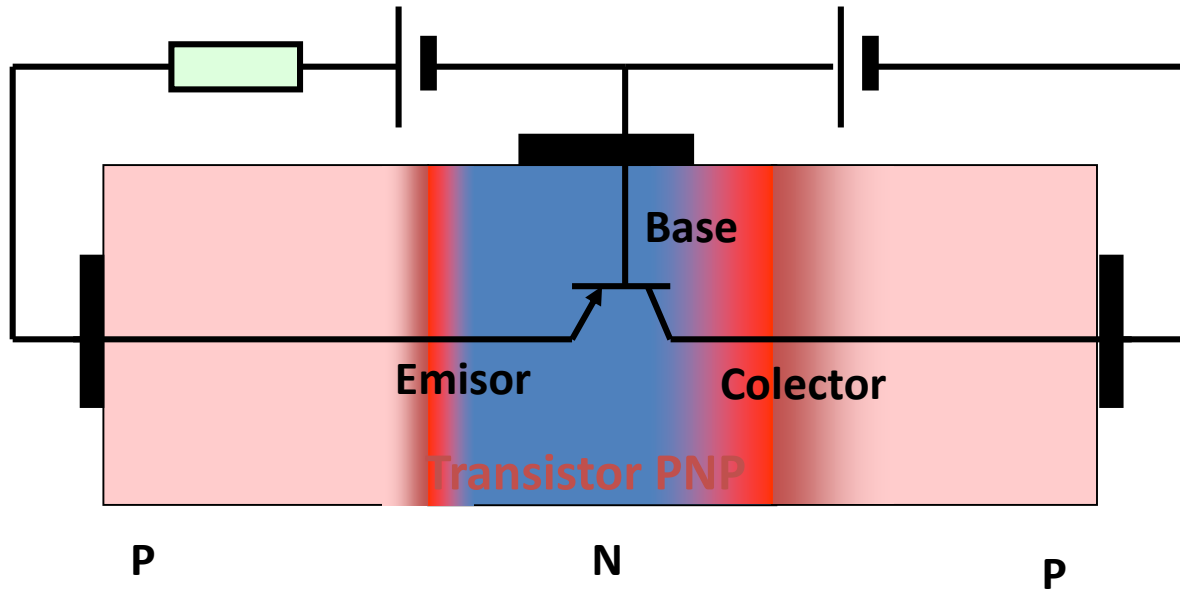 Base
Emisor
Colector
Transistor PNP
P
N
P